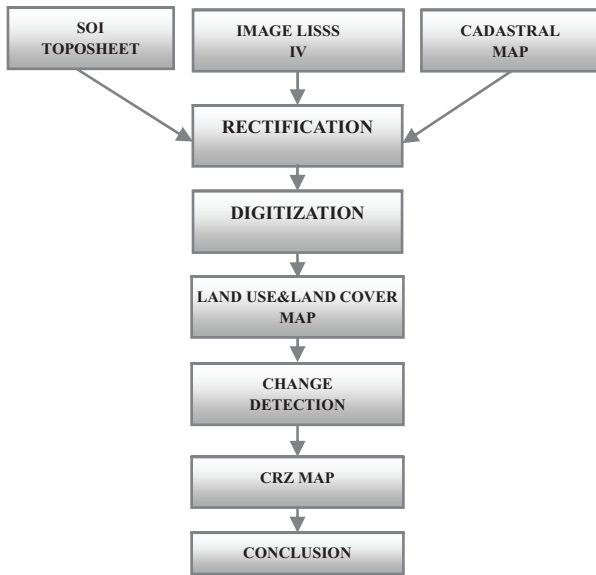 SOI
TOPOSHEET
IMAGE LISSS
IV
CADASTRAL
MAP
RECTIFICATION
DIGITIZATION
LAND USE&LAND COVER
MAP
CHANGE
DETECTION
CRZ MAP
CONCLUSION